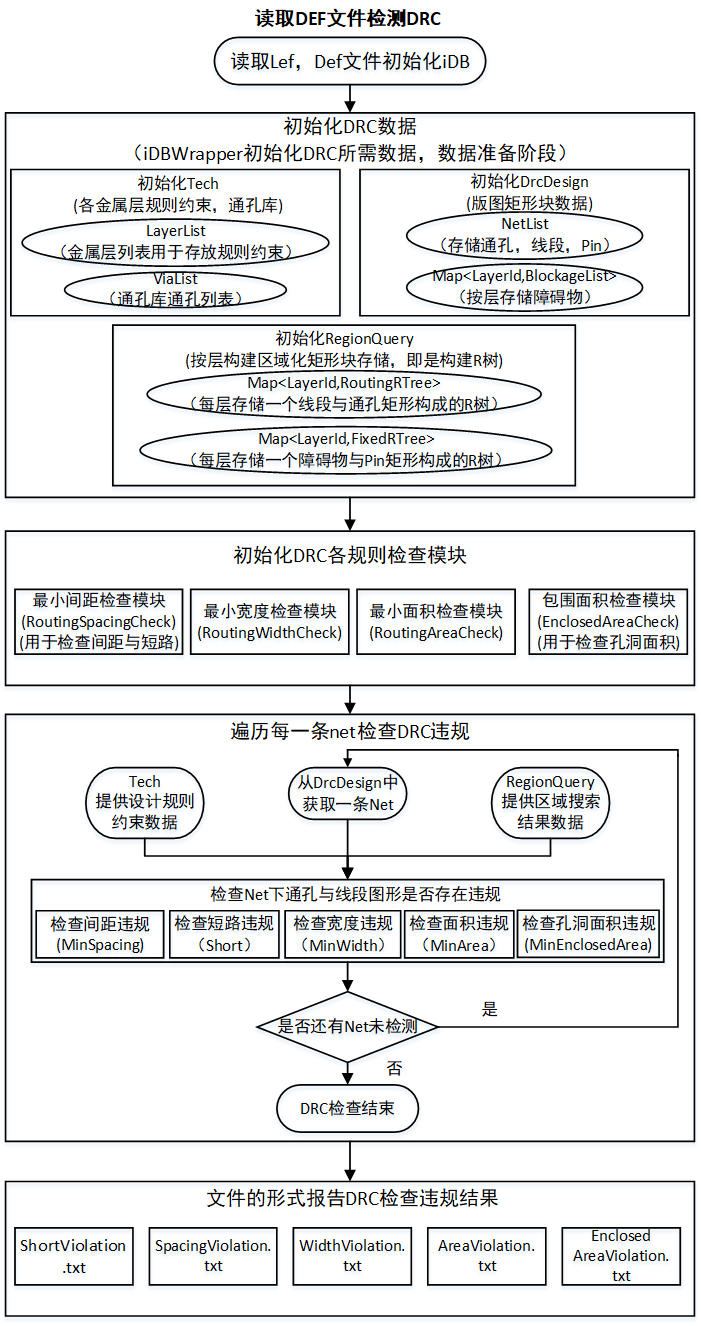 读取DEF文件检测DRC
读取Lef，Def文件初始化iDB
初始化DRC数据
（iDBWrapper初始化DRC所需数据，数据准备阶段）
初始化Tech
(各金属层规则约束，通孔库)
LayerList
（金属层列表用于存放规则约束）
ViaList
（通孔库通孔列表）
初始化DrcDesign
(版图矩形块数据)
NetList
（存储通孔，线段，Pin）
Map<LayerId,BlockageList>
（按层存储障碍物）
初始化RegionQuery
(按层构建区域化矩形块存储，即是构建R树)
Map<LayerId,RoutingRTree>
（每层存储一个线段与通孔矩形构成的R树）
Map<LayerId,FixedRTree>
（每层存储一个障碍物与Pin矩形构成的R树）
初始化DRC各规则检查模块
最小间距检查模块
(RoutingSpacingCheck)
(用于检查间距与短路)
最小宽度检查模块
(RoutingWidthCheck)
最小面积检查模块
(RoutingAreaCheck)
包围面积检查模块
(EnclosedAreaCheck)
(用于检查孔洞面积)
遍历每一条net检查DRC违规
Tech
提供设计规则
约束数据
从DrcDesign中
获取一条Net
RegionQuery
提供区域搜索
结果数据
检查Net下通孔与线段图形是否存在违规
检查间距违规
(MinSpacing)
检查短路违规
（Short）
检查宽度违规
（MinWidth）
检查面积违规
（MinArea）
检查孔洞面积违规
(MinEnclosedArea)
是否还有Net未检测
是
否
DRC检查结束
文件的形式报告DRC检查违规结果
ShortViolation
.txt
SpacingViolation.
txt
WidthViolation.
txt
AreaViolation.
txt
Enclosed
AreaViolation.
txt